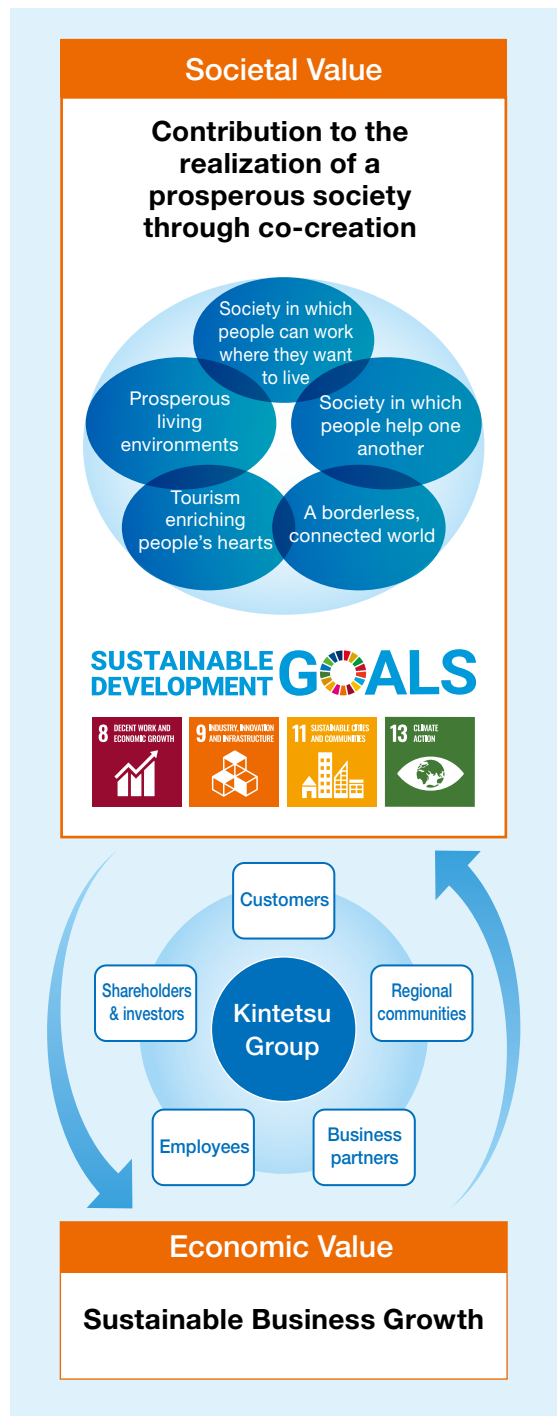 Societal Value
Contribution to the
realization of a
prosperous society
through co-creation
Society in which
people can work
where they want
to live
Prosperous
living
environments
Society in which
people help one
another
Tourism
enriching
people's hearts
A borderless,
connected world
SUSTAINABLE
DEVELOPMENT
GOALS
8 DECENT WORK AND
ECONOMIC GROWTH
9 INDUSTRY, INNOVATION
AND INFRASTRUCTURE
11 SUSTAINABLE CITIES
AND COMMUNITIES
13 CLIMATE
ACTION
Customers
Shareholders
& investors
Kintetsu
Group
Regional
communities
Employees
Business
partners
Economic Value
Sustainable Business Growth